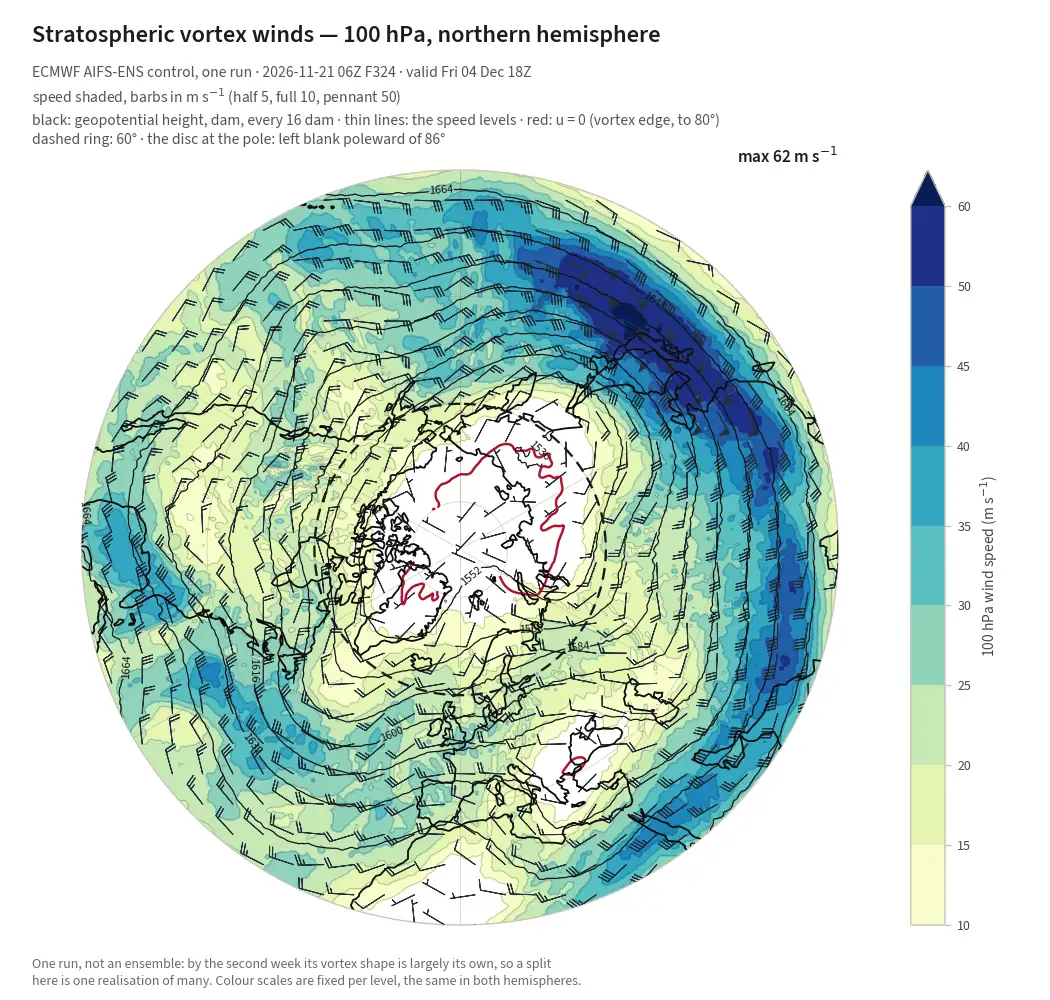 Stratospheric vortex winds — 100 hPa, northern hemisphere
ECMWF AIFS-ENS control, one run · 2026-11-21 06Z F324 · valid Fri 04 Dec 18Z
speed shaded, barbs in m s⁻¹ (half 5, full 10, pennant 50)
black: geopotential height, dam, every 16 dam · thin lines: the speed levels · red: u = 0 (vortex edge, to 80°)
dashed ring: 60° · the disc at the pole: left blank poleward of 86°
max 62 m s⁻¹
1664
60
50
45
40
35
30
25
20
15
10
100 hPa wind speed (m s⁻¹)
1664
1552
1584
1664
1616
1600
One run, not an ensemble: by the second week its vortex shape is largely its own, so a split
here is one realisation of many. Colour scales are fixed per level, the same in both hemispheres.